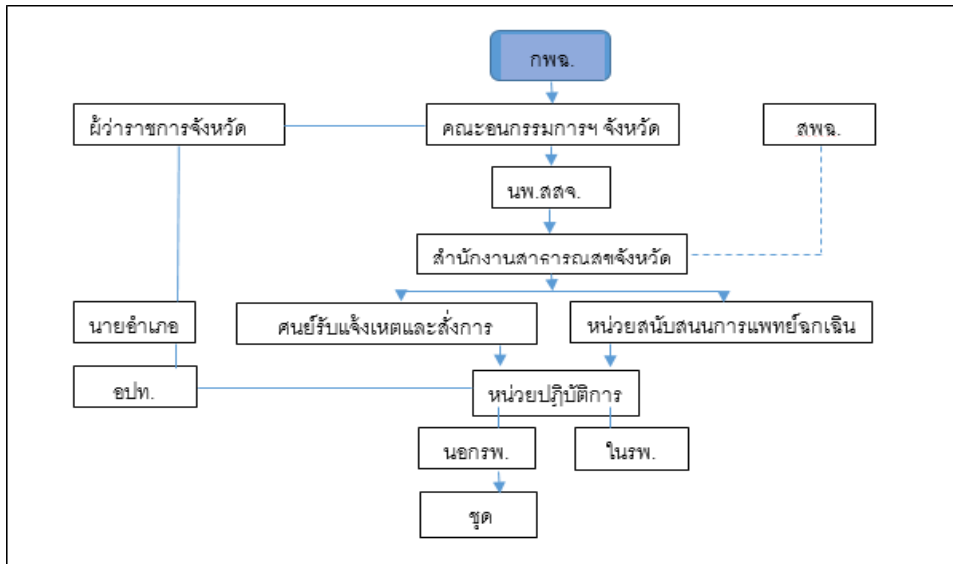 กพฉ.
ผู้ว่าราชการจังหวัด
คณะอนกรรมการฯ จังหวัด
สพฉ.
นพ.สสจ.
สำนักงานสาธารณสขจังหวัด
นายอำเภอ
ศนย์รับแจ้งเหตและสั่งการ
หน่วยสนับสนนการแพทย์ฉกเฉิน
อปท.
หน่วยปฏิบัติการ
นอกรพ.
ในรพ.
ชด